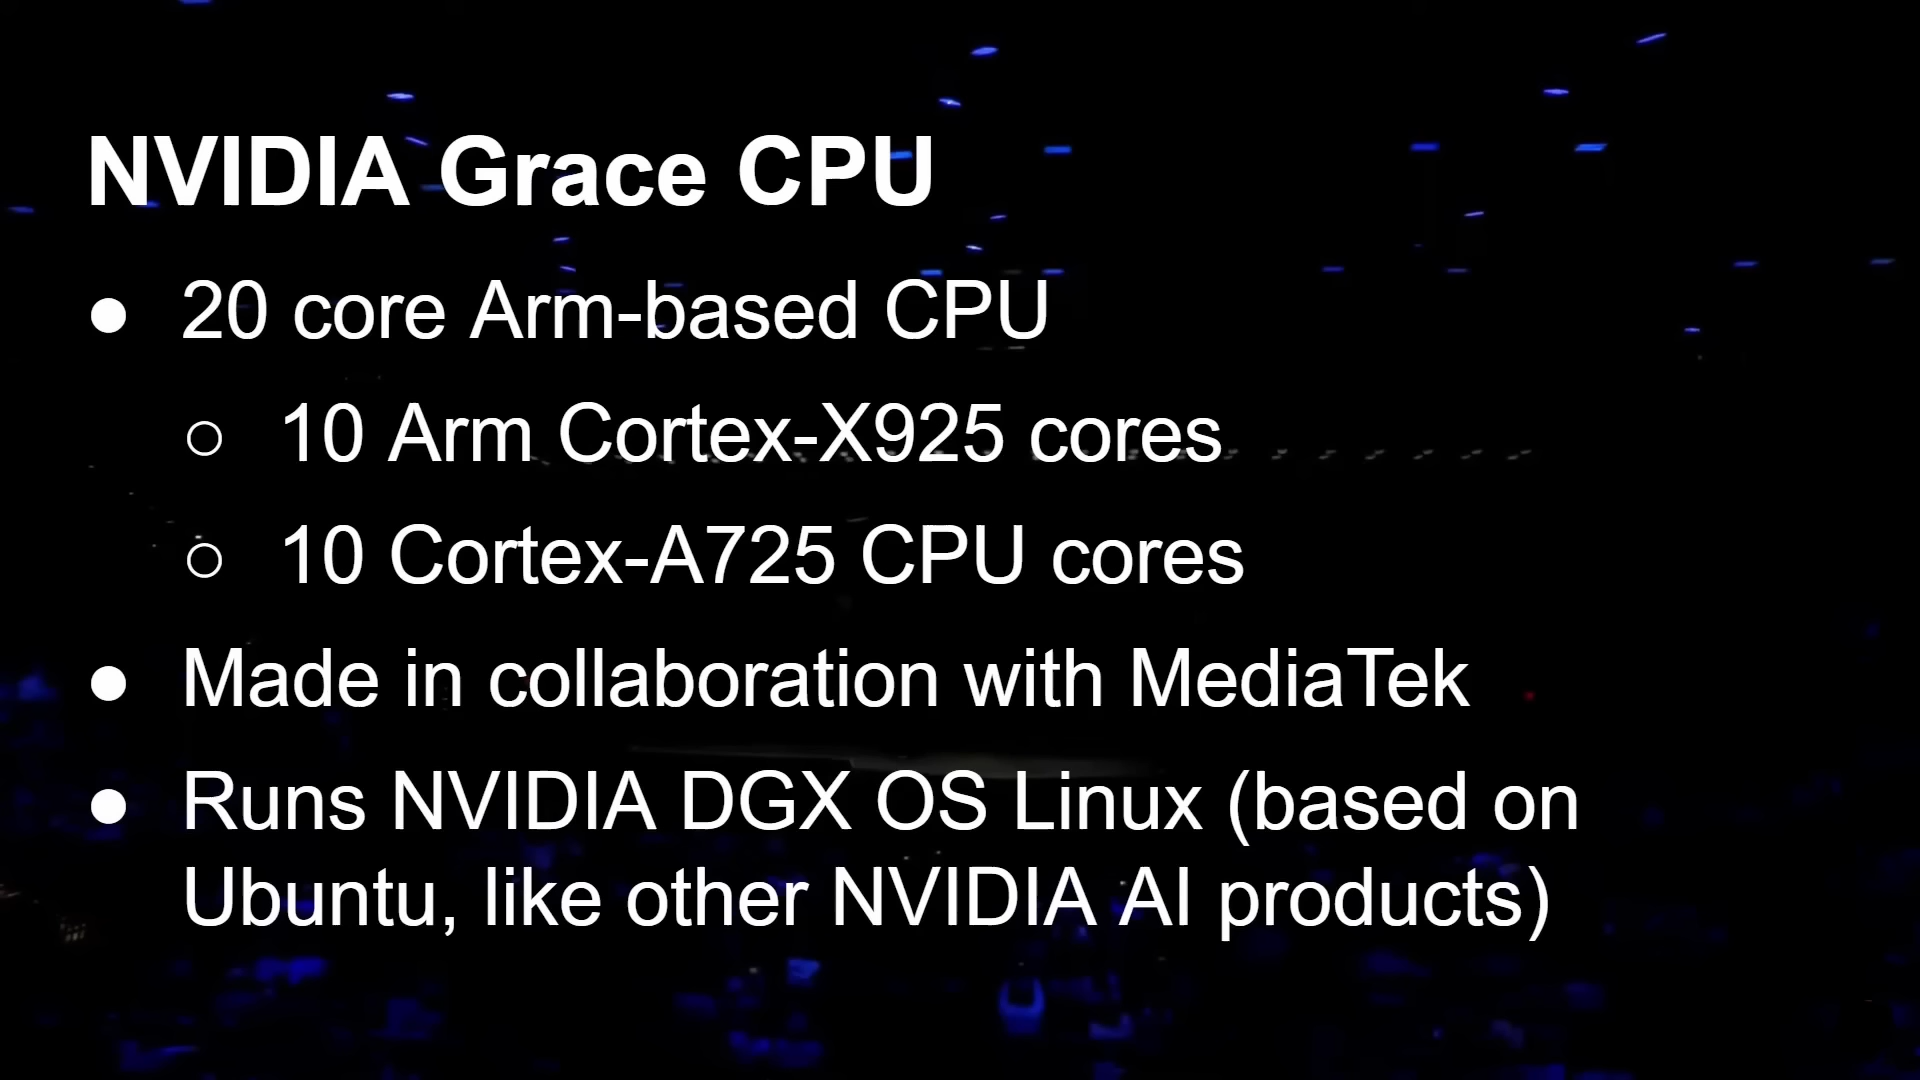 NVIDIA Grace CPU
● 20 core Arm-based CPU
○ 10 Arm Cortex-X925 cores
○ 10 Cortex-A725 CPU cores
● Made in collaboration with MediaTek
● Runs NVIDIA DGX OS Linux (based on
Ubuntu, like other NVIDIA AI products)